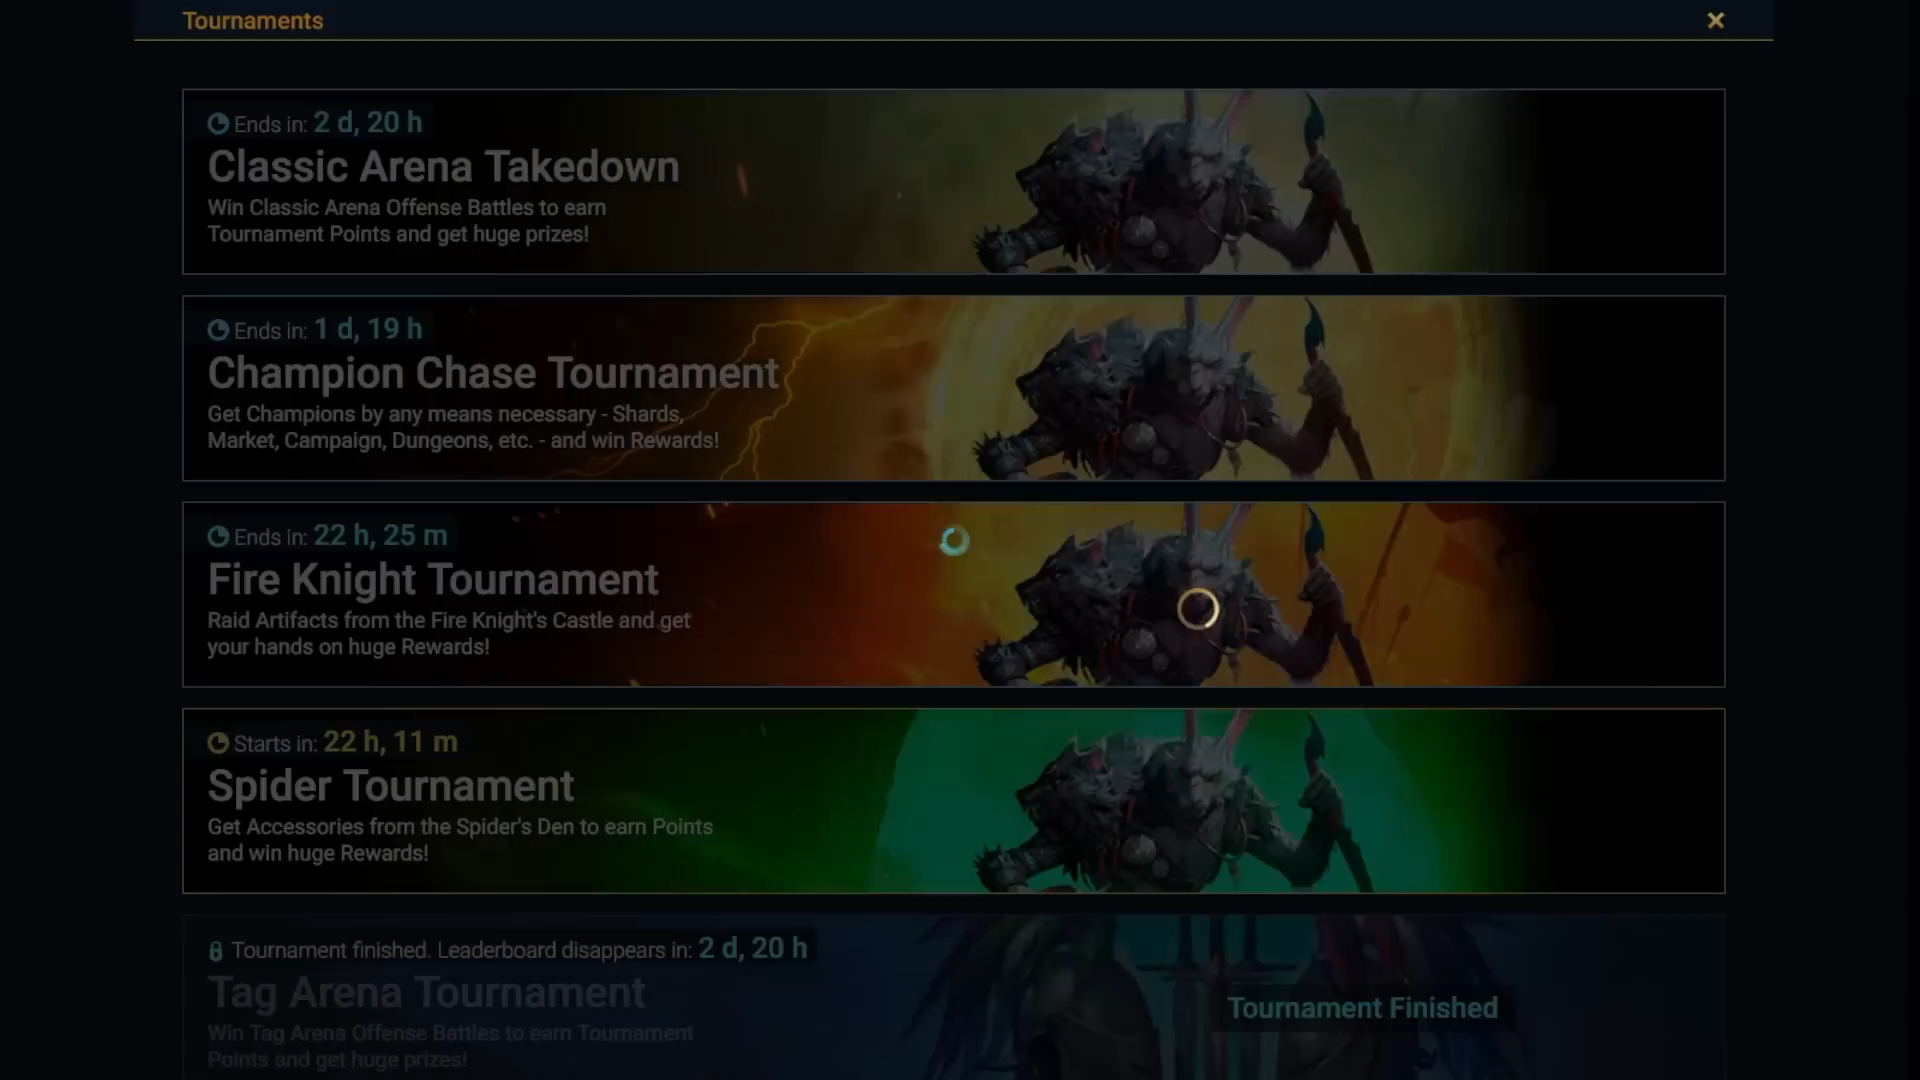 Tournaments
Ends in: 2 d, 20 h
Classic Arena Takedown
Win Classic Arena Offense Battles to earn
Tournament Points and get huge prizes!
Ends in: 1 d, 19 h
Champion Chase Tournament
Get Champions by any means necessary - Shards,
Market, Campaign, Dungeons, etc. - and win Rewards!
Ends in: 22 h, 25 m
Fire Knight Tournament
Raid Artifacts from the Fire Knight's Castle and get
your hands on huge Rewards!
Starts in: 22 h, 11 m
Spider Tournament
Get Accessories from the Spider's Den to earn Points
and win huge Rewards!
Tournament finished. Leaderboard disappears in: 2 d, 20 h
Tag Arena Tournament
Win Tag Arena Offense Battles to earn Tournament
Points and get huge prizes!
Tournament Finished